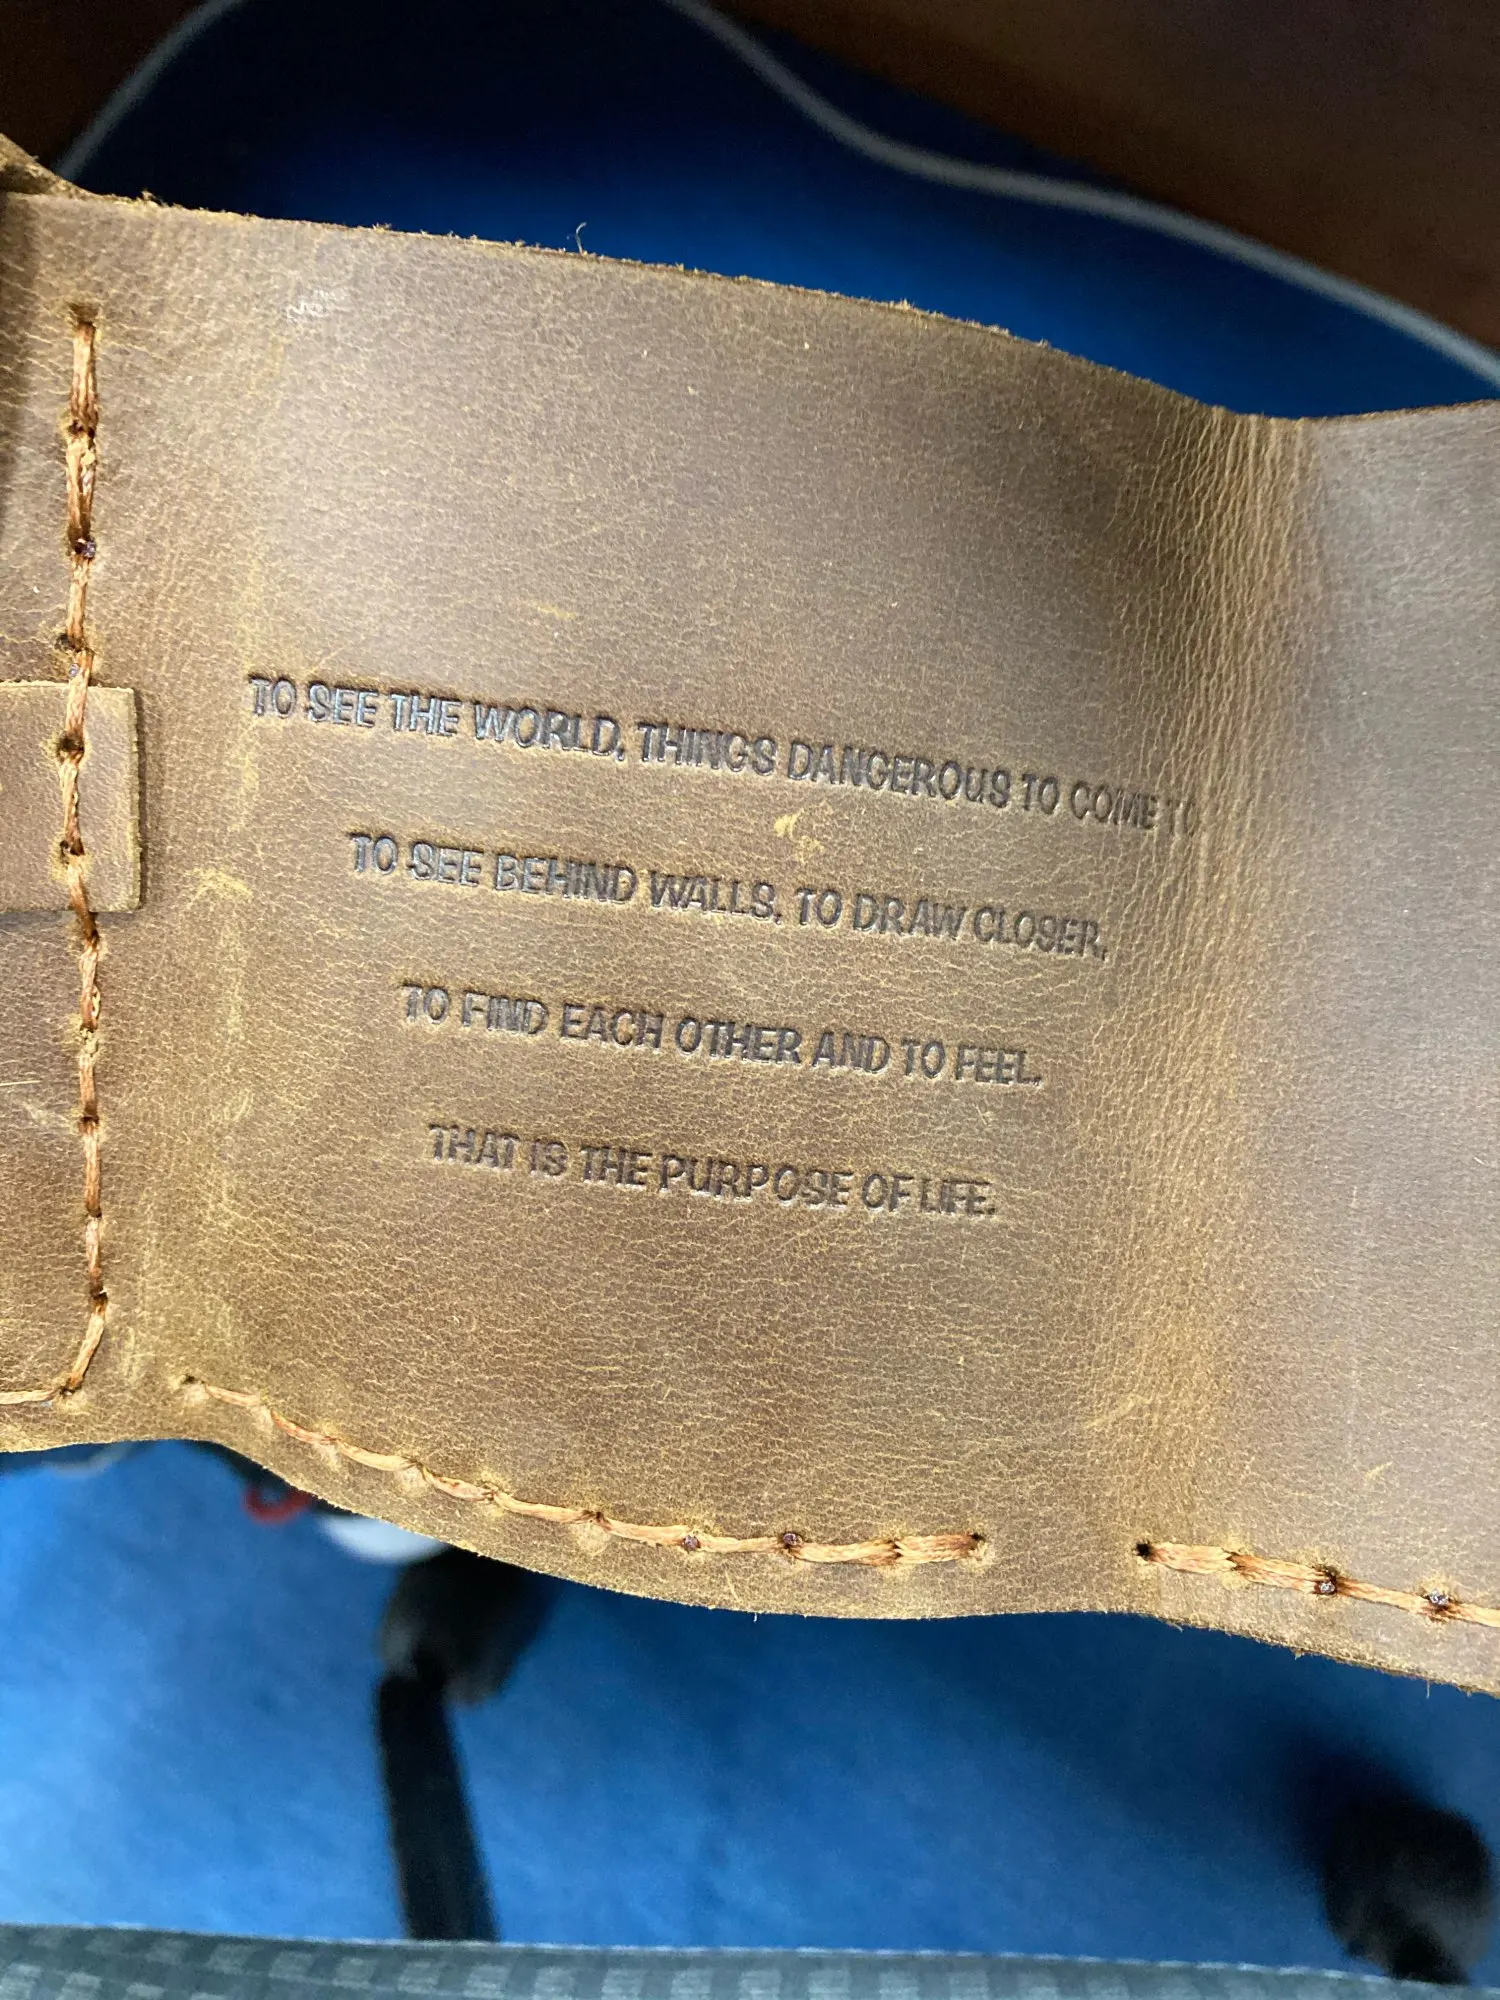 TO SEE THE WORLD, THINGS DANGEROUS TO COME TO
TO SEE BEHIND WALLS, TO DRAW CLOSER,
TO FIND EACH OTHER AND TO FEEL.
THAT IS THE PURPOSE OF LIFE.